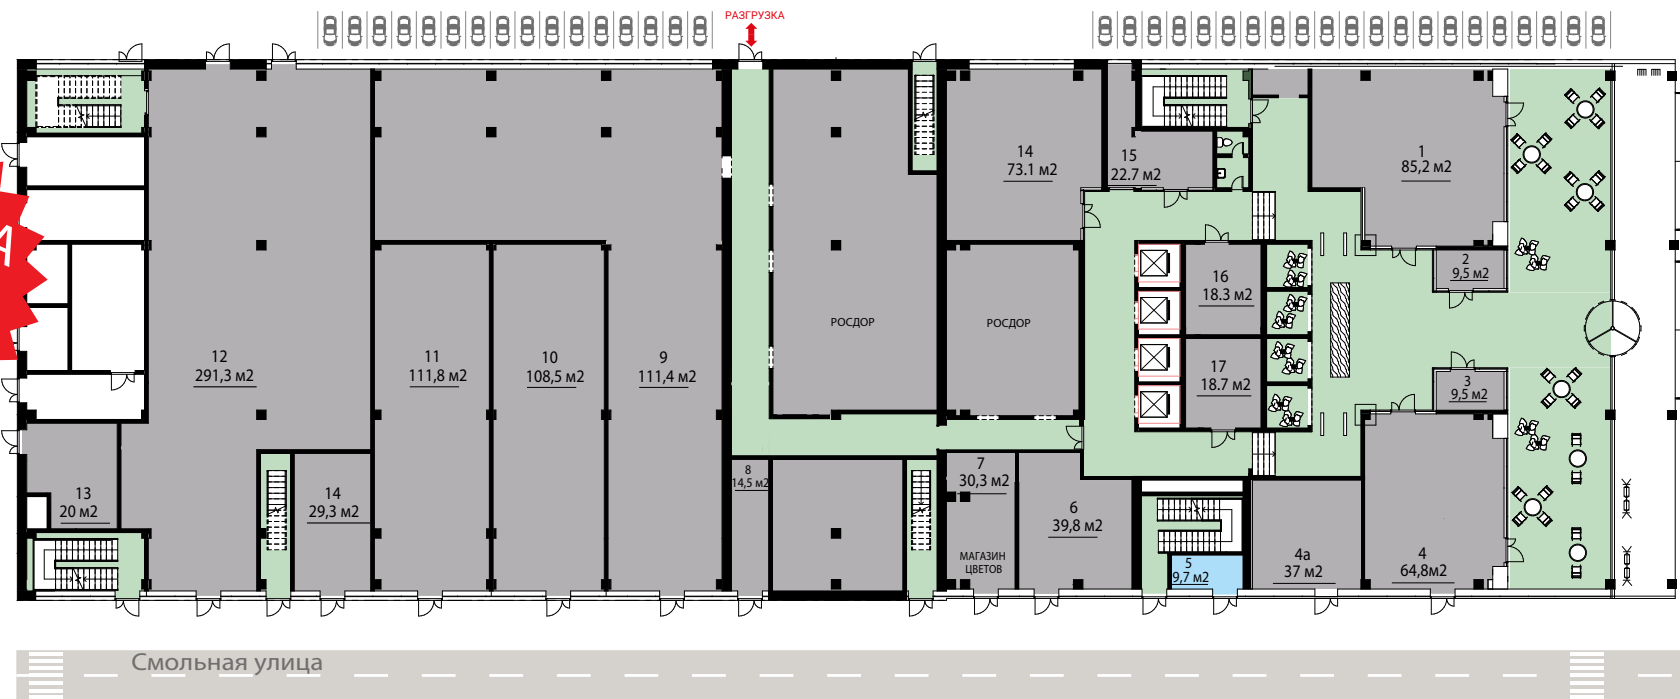 РАЗГРУЗКА
14
73.1 м2
15
22.7 м2
1
85,2 м2
2
9,5 м2
16
18.3 м2
А
РОСДОР
РОСДОР
12
291,3 м2
11
111,8 м2
10
108,5 м2
9
111.4 м2
17
18.7 м2
3
9,5 м2
13
20 м2
14
29,3 м2
8
14,5 м2
7
30,3 м2
6
39,8 м2
МАГАЗИН
ЦВЕТОВ
5
9,7 м2
4а
37 м2
4
64,8м2
Смольная улица